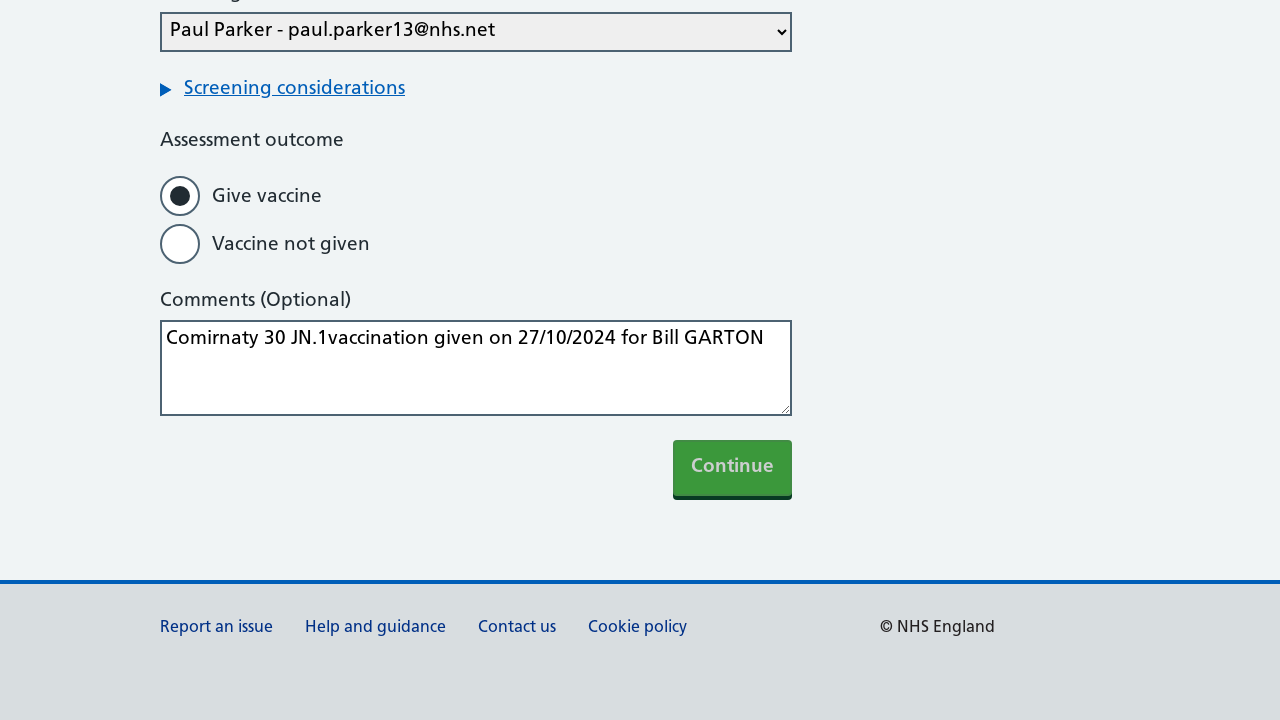 Paul Parker - paul.parker13@nhs.net
Screening considerations
Assessment outcome
Give vaccine
Vaccine not given
Comments (Optional)
Comirnaty 30 JN.1vaccination given on 27/10/2024 for Bill GARTON
Continue
Report an issue Help and guidance Contact us Cookie policy © NHS England